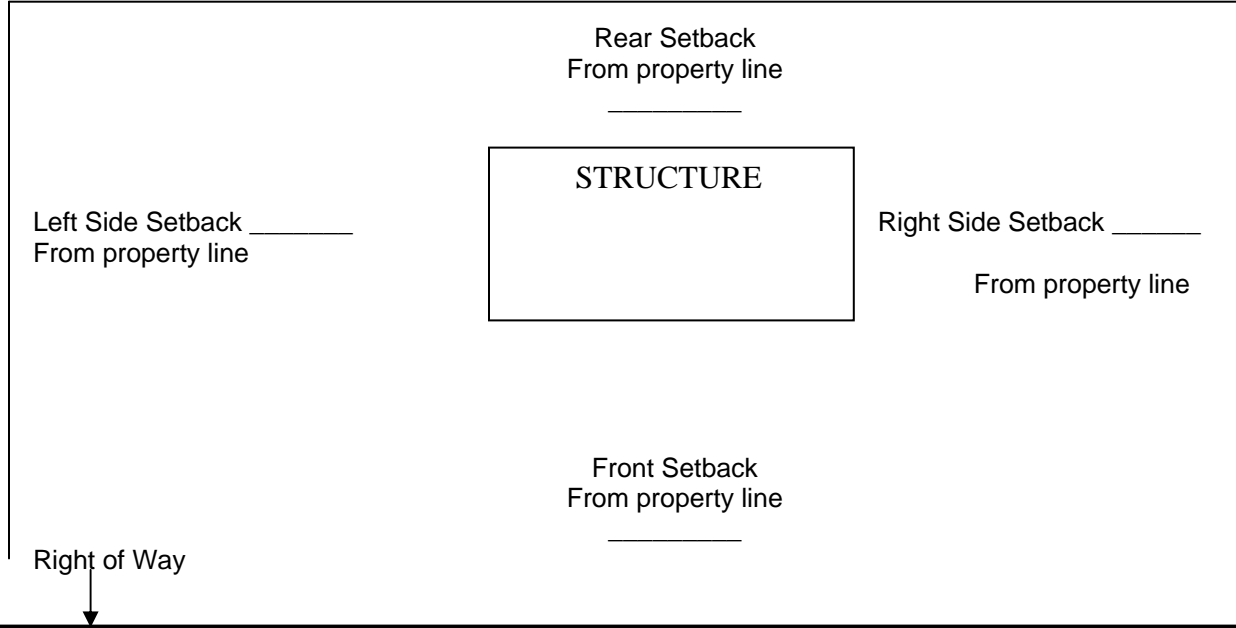 Rear Setback
From property line
_________
STRUCTURE
Left Side Setback _______
From property line
Right Side Setback ______
From property line
Front Setback
From property line
_________
Right of Way